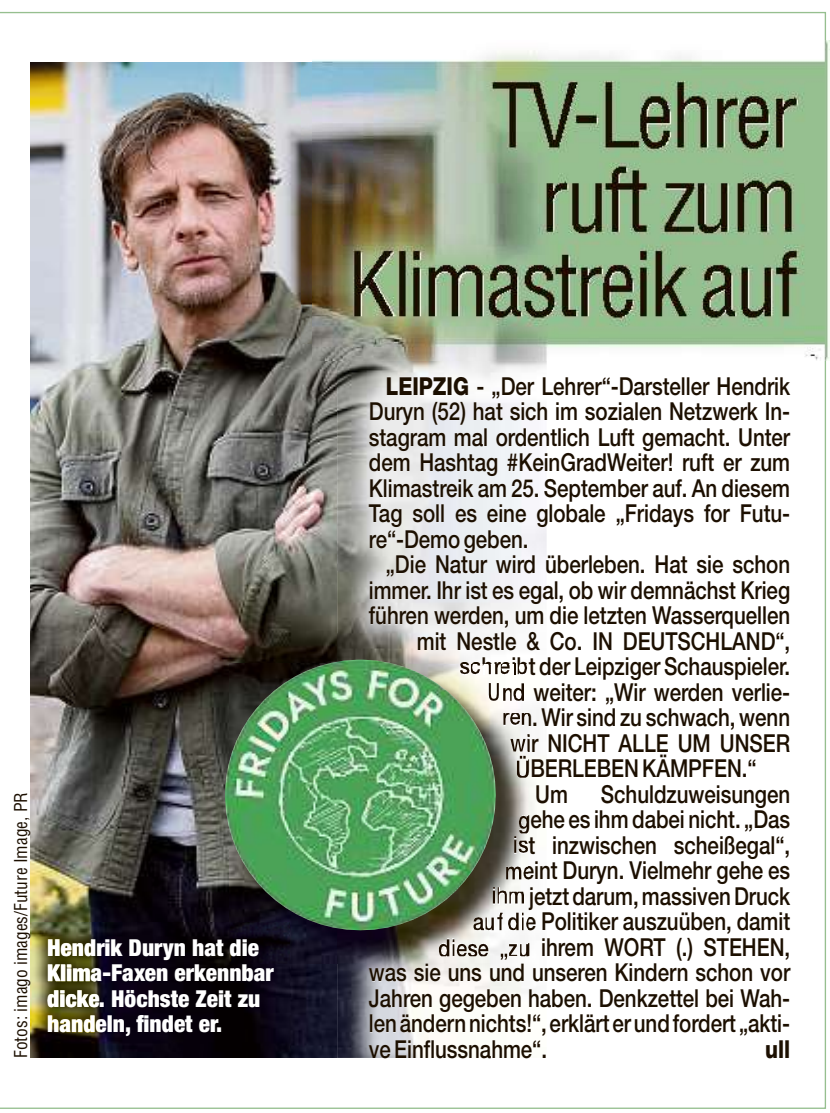 TV-Lehrer
ruft zum
Klimastreik auf
LEIPZIG - „Der Lehrer“-Darsteller Hendrik
Duryn (52) hat sich im sozialen Netzwerk In-
stagram mal ordentlich Luft gemacht. Unter
dem Hashtag #KeinGradWeiter! ruft er zum
Klimastreik am 25. September auf. An diesem
Tag soll es eine globale „Fridays for Futu-
re“-Demo geben.
„Die Natur wird überleben. Hat sie schon
immer. Ihr ist es egal, ob wir demnächst Krieg
führen werden, um die letzten Wasserquellen
mit Nestle & Co. IN DEUTSCHLAND“,
schreibt der Leipziger Schauspieler.
Und weiter: „Wir werden verlie-
ren. Wir sind zu schwach, wenn
wir NICHT ALLE UM UNSER
ÜBERLEBEN KÄMPFEN.“
Um Schuldzuweisungen
gehe es ihm dabei nicht. „Das
ist inzwischen scheißegal“,
meint Duryn. Vielmehr gehe es
ihm jetzt darum, massiven Druck
auf die Politiker auszuüben, damit
diese „zu ihrem WORT (.) STEHEN,
was sie uns und unseren Kindern schon vor
Jahren gegeben haben. Denkzettel bei Wah-
len ändern nichts!“, erklärt er und fordert „akti-
ve Einflussnahme“. ull
FRIDAYS FOR
FUTURE
Hendrik Duryn hat die
Klima-Faxen erkennbar
dicke. Höchste Zeit zu
handeln, findet er.
Fotos: imago images/Future Image, PR